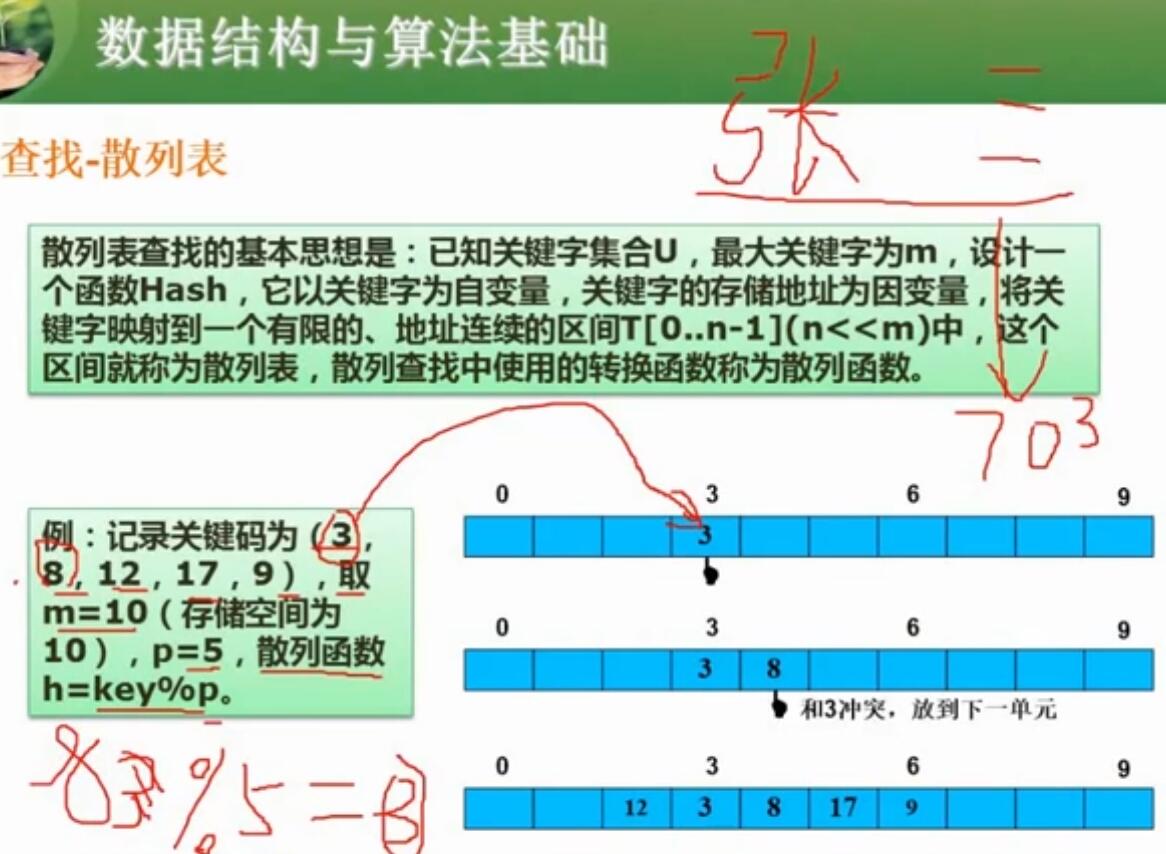 数据结构与算法基础
张三
查找-散列表
散列表查找的基本思想是：已知关键字集合U，最大关键字为m，设计一
个函数Hash，它以关键字为自变量，关键字的存储地址为因变量，将关
键字映射到一个有限的、地址连续的区间T[0..n-1](n<<m)中，这个
区间就称为散列表，散列查找中使用的转换函数称为散列函数。
703
例：记录关键码为（3，
8，12，17，9），取
m=10（存储空间为
10），p=5，散列函数
h=key%p。
0 3 6 9
3
0 3 6 9
3 8
和3冲突，放到下一单元
0 3 6 9
12 3 8 17 9
%5=